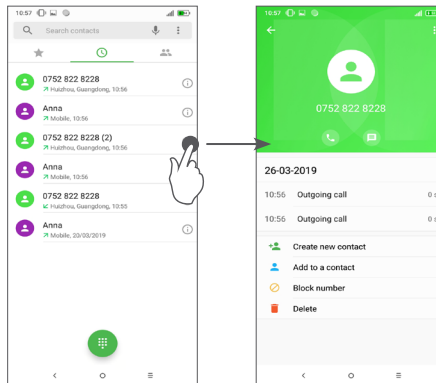 10:57
Search contacts
0752 822 8228
Huizhou, Guangdong, 10:56
Anna
Mobile, 10:56
0752 822 8228 (2)
Huizhou, Guangdong, 10:56
Anna
Mobile, 10:56
0752 822 8228
Huizhou, Guangdong, 10:55
Anna
Mobile, 20/03/2019
10:57
0752 822 8228
26-03-2019
10:56 Outgoing call 0 s
10:56 Outgoing call 0 s
Create new contact
Add to a contact
Block number
Delete